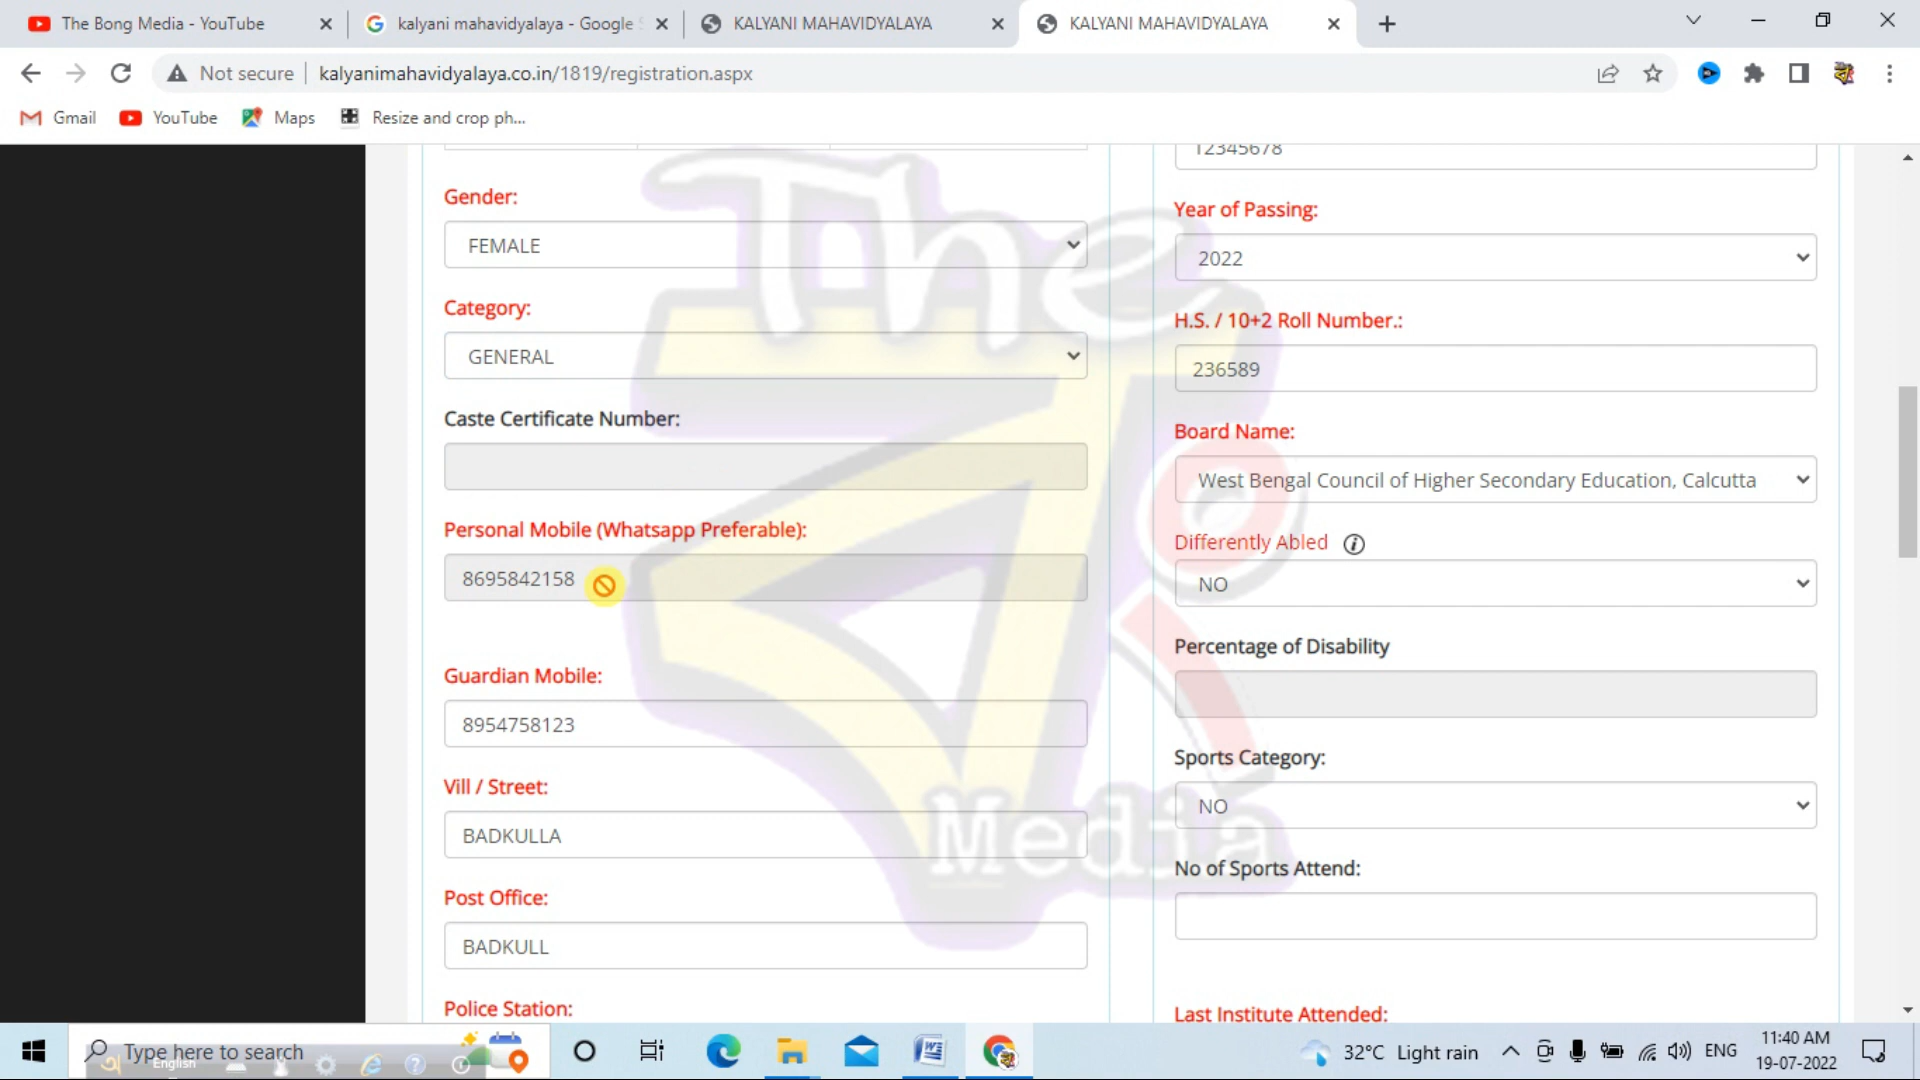 The Bong Media - YouTube
kalyani mahavidyalaya - Google
KALYANI MAHAVIDYALAYA
KALYANI MAHAVIDYALAYA
Not secure
kalyanimahavidyalaya.co.in/1819/registration.aspx
Gmail
YouTube
Maps
Resize and crop ph...
Gender:
FEMALE
Category:
GENERAL
Caste Certificate Number:
Personal Mobile (Whatsapp Preferable):
8695842158
Guardian Mobile:
8954758123
Vill / Street:
BADKULLA
Post Office:
BADKULL
Police Station:
12345678
Year of Passing:
2022
H.S. / 10+2 Roll Number.:
236589
Board Name:
West Bengal Council of Higher Secondary Education, Calcutta
Differently Abled
NO
Percentage of Disability
Sports Category:
NO
No of Sports Attend:
Last Institute Attended:
The
Media
Type here to search
English
32°C Light rain
ENG
11:40 AM
19-07-2022